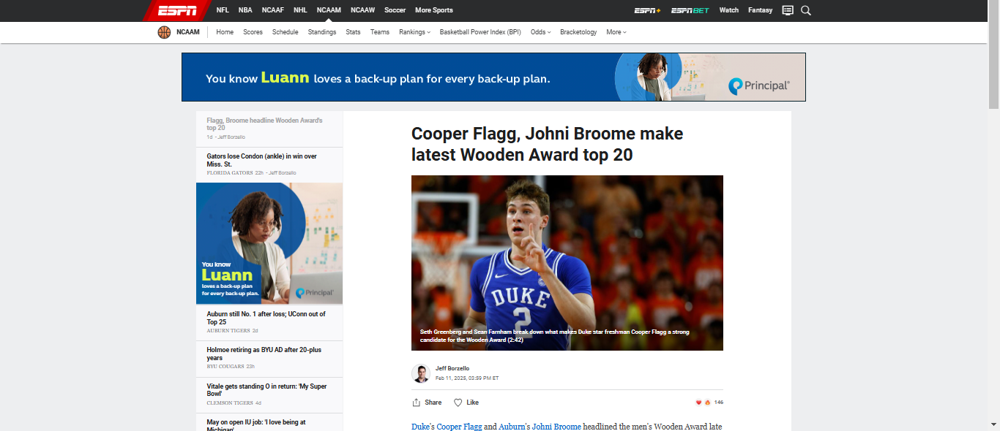 ESPN NFL NBA NCAAF NHL NCAAM NCAAW Soccer More Sports ESPN+ ESPN BET Watch Fantasy
NCAAM Home Scores Schedule Standings Stats Teams Rankings Basketball Power Index (BPI) Odds Bracketology More
You know Luann loves a back-up plan for every back-up plan.
Principal®
Flagg, Broome headline Wooden Award's
top 20
1d - Jeff Borzello
Gators lose Condon (ankle) in win over
Miss. St.
FLORIDA GATORS 22h - Jeff Borzello
You know
Luann
loves a back-up plan
for every back-up plan.
Principal®
Auburn still No. 1 after loss; UConn out of
Top 25
AUBURN TIGERS 2d
Holmoe retiring as BYU AD after 20-plus
years
BYU COUGARS 23h
Vitale gets standing O in return: 'My Super
Bowl'
CLEMSON TIGERS 4d
May on open IU job: 'I love being at
Michigan'
Cooper Flagg, Johni Broome make
latest Wooden Award top 20
DUKE
2
Seth Greenberg and Sean Farnham break down what makes Duke star freshman Cooper Flagg a strong
candidate for the Wooden Award (2:42)
Jeff Borzello
Feb 11, 2025, 03:59 PM ET
Share Like 146
Duke's Cooper Flagg and Auburn's Johni Broome headlined the men's Wooden Award late